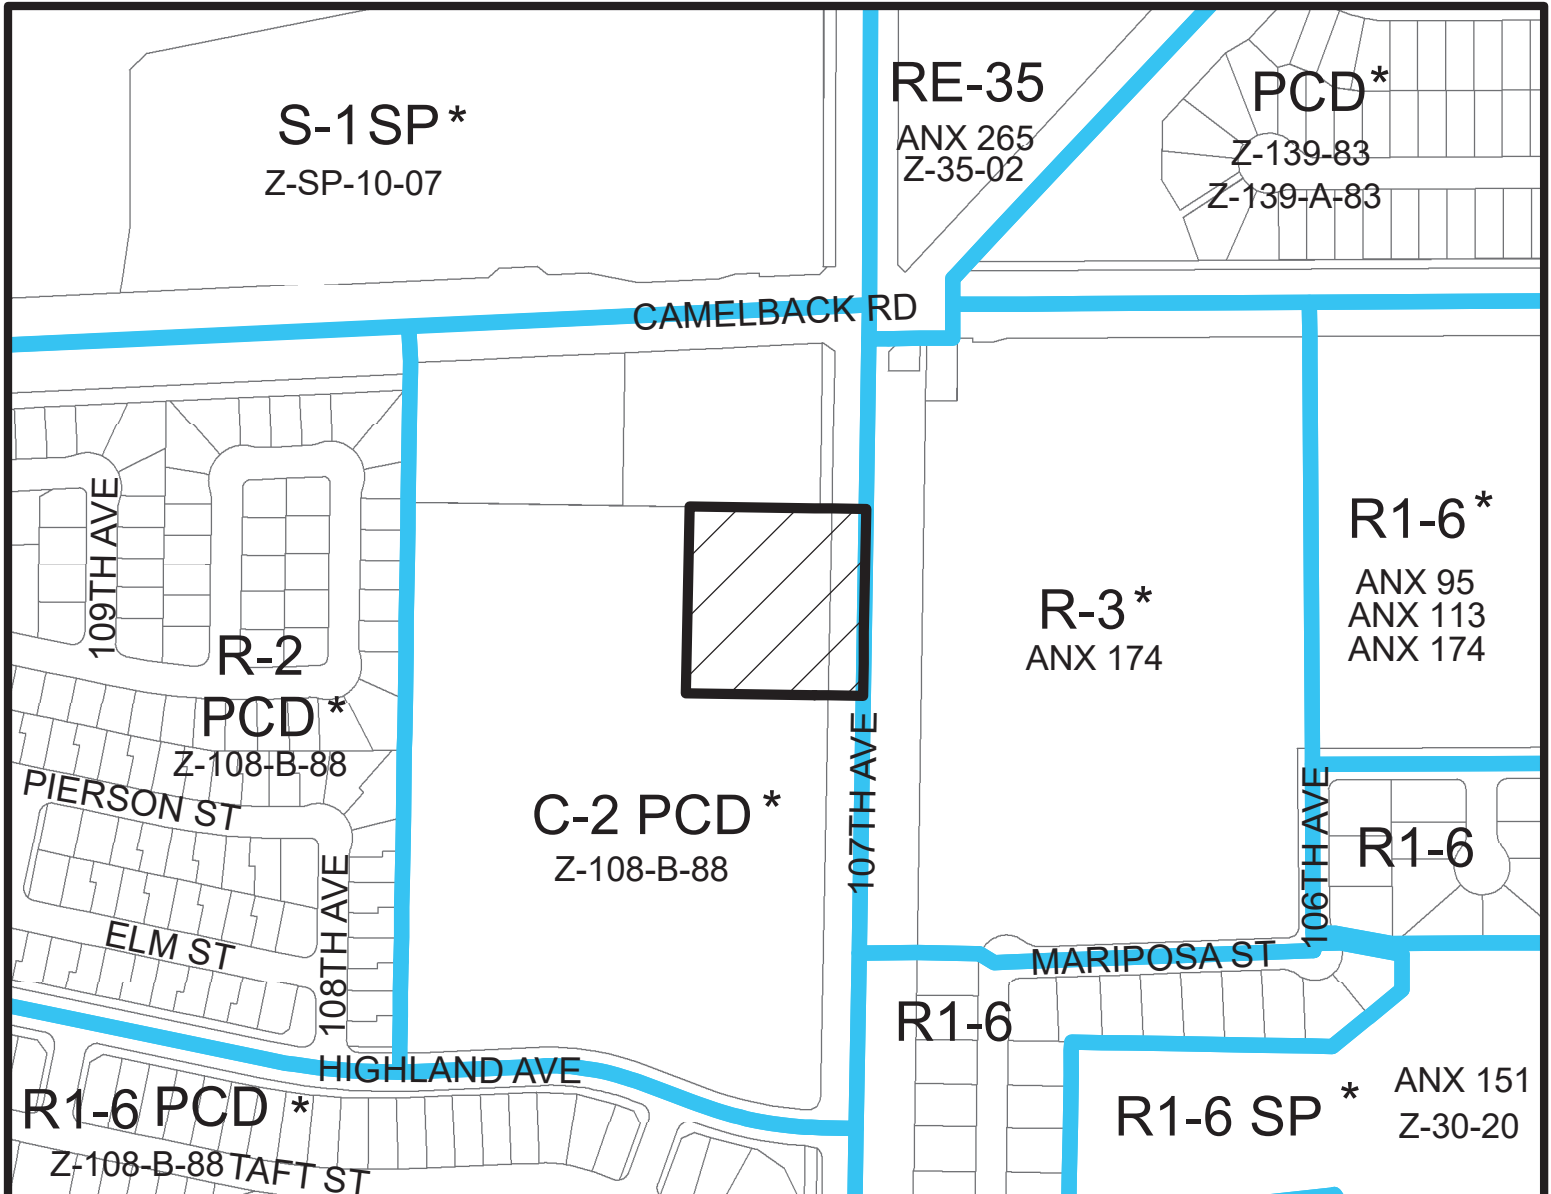 S-1 SP *
Z-SP-10-07
RE-35
ANX 265
Z-35-02
PCD *
Z-139-83
Z-139-A-83
CAMELBACK RD
109TH AVE
R-2
PCD *
Z-108-B-88
PIERSON ST
ELM ST
108TH AVE
C-2 PCD *
Z-108-B-88
107TH AVE
R-3 *
ANX 174
R1-6 *
ANX 95
ANX 113
ANX 174
106TH AVE
R1-6
MARIPOSA ST
R1-6
HIGHLAND AVE
R1-6 PCD *
Z-108-B-88
TAFT ST
R1-6 SP *
ANX 151
Z-30-20